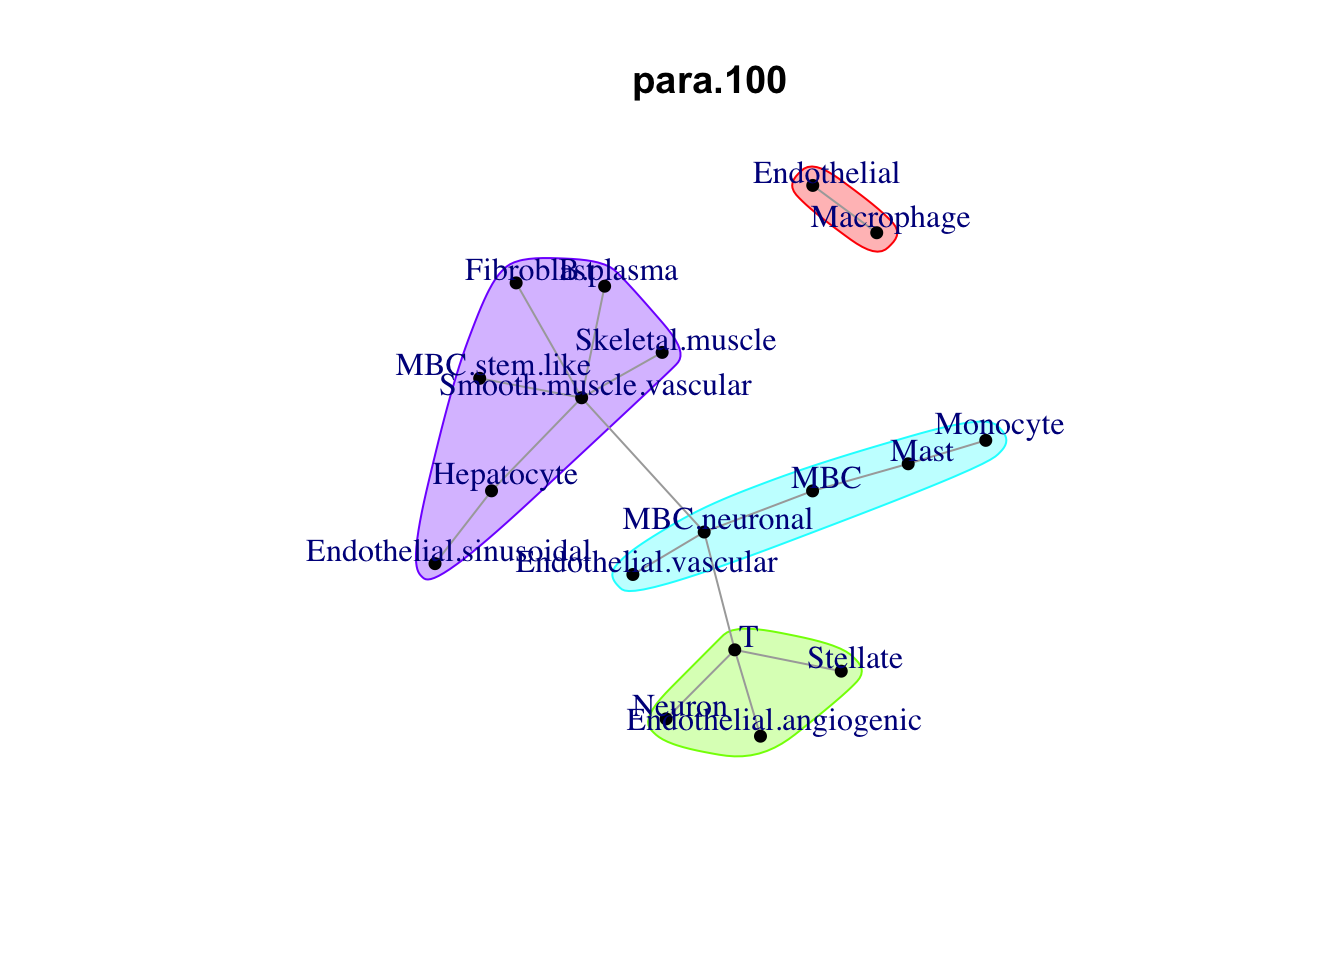 para.100
Endothelial
Macrophage
Fibroblast
B.plasma
Skeletal.muscle
MBC.stem.like
Smooth.muscle.vascular
Monocyte
Mast
Hepatocyte
MBC
MBC.neuronal
Endothelial.sinusoidal
Endothelial.vascular
T
Stellate
Neuron
Endothelial.angiogenic